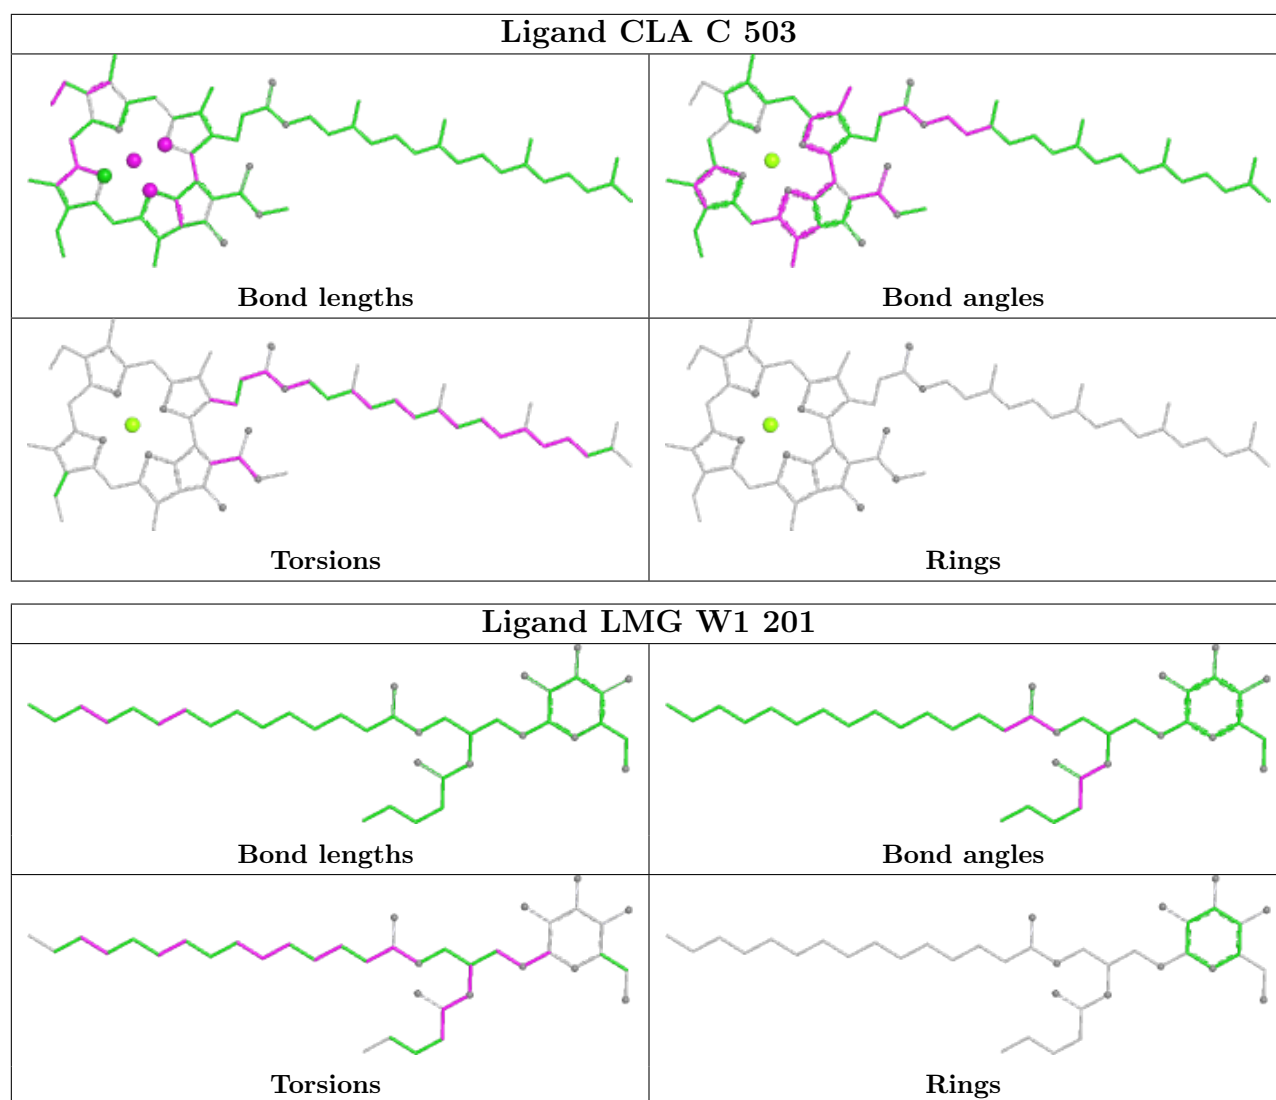 Ligand CLA C 503
Bond lengths
Bond angles
Torsions
Rings
Ligand LMG W1 201
Bond lengths
Bond angles
Torsions
Rings